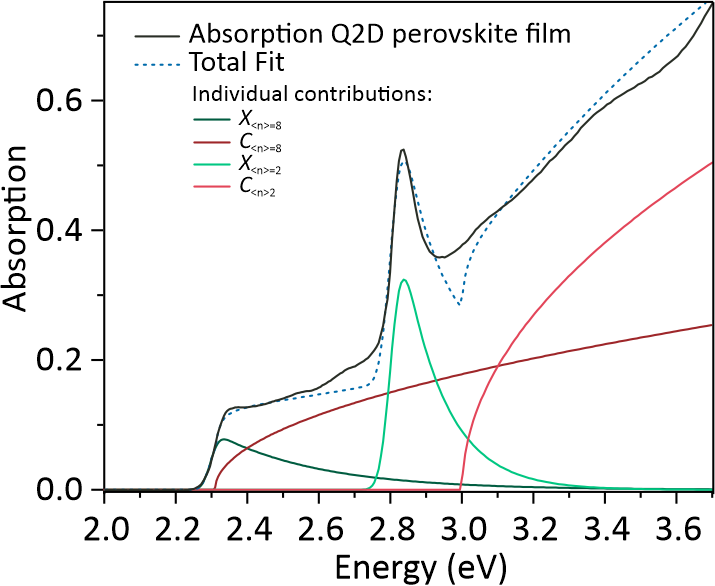 Absorption Q2D perovskite film
Total Fit
Individual contributions:
X<n>=8
C<n>=8
X<n>=2
C<n>2
Absorption
0.6
0.4
0.2
0.0
2.0 2.2 2.4 2.6 2.8 3.0 3.2 3.4 3.6
Energy (eV)